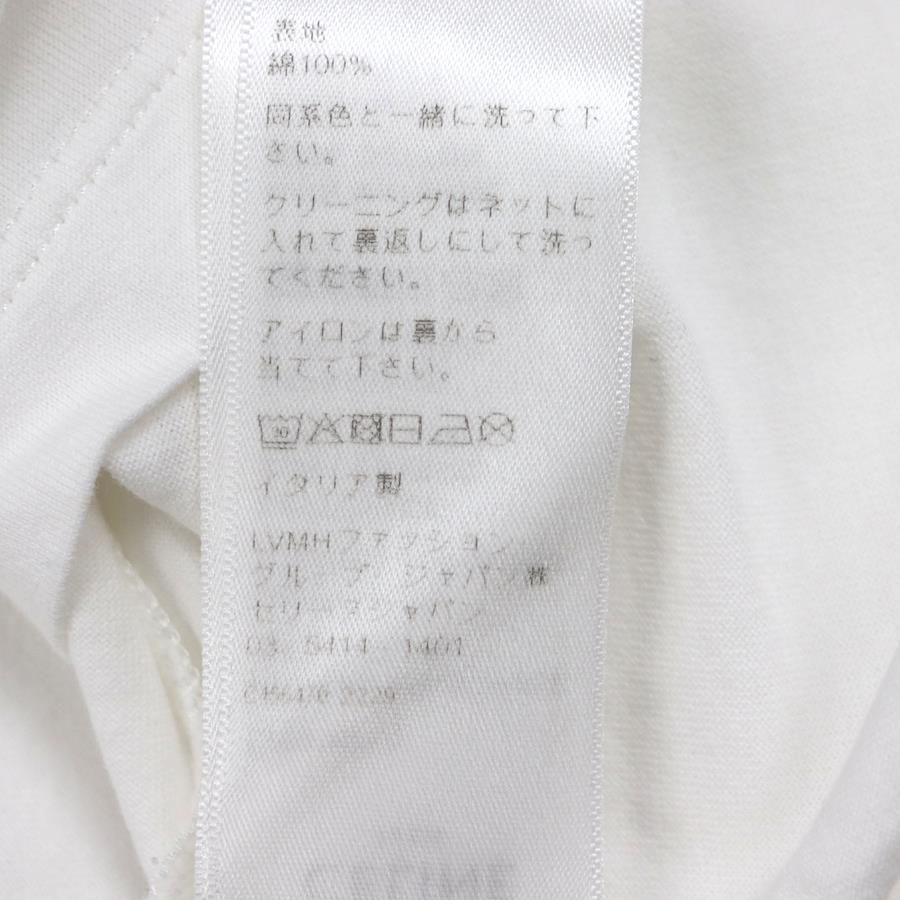 表地
綿100%
同系色と一緒に洗って下
さい。
クリーニングはネットに
入れて裏返しにして洗っ
てください。
アイロンは裏から
当てて下さい。
30
イタリア製
LVMHファッション
グループ ジャパン㈱
セリーヌジャパン
03 5414 1401
2229
CELINE